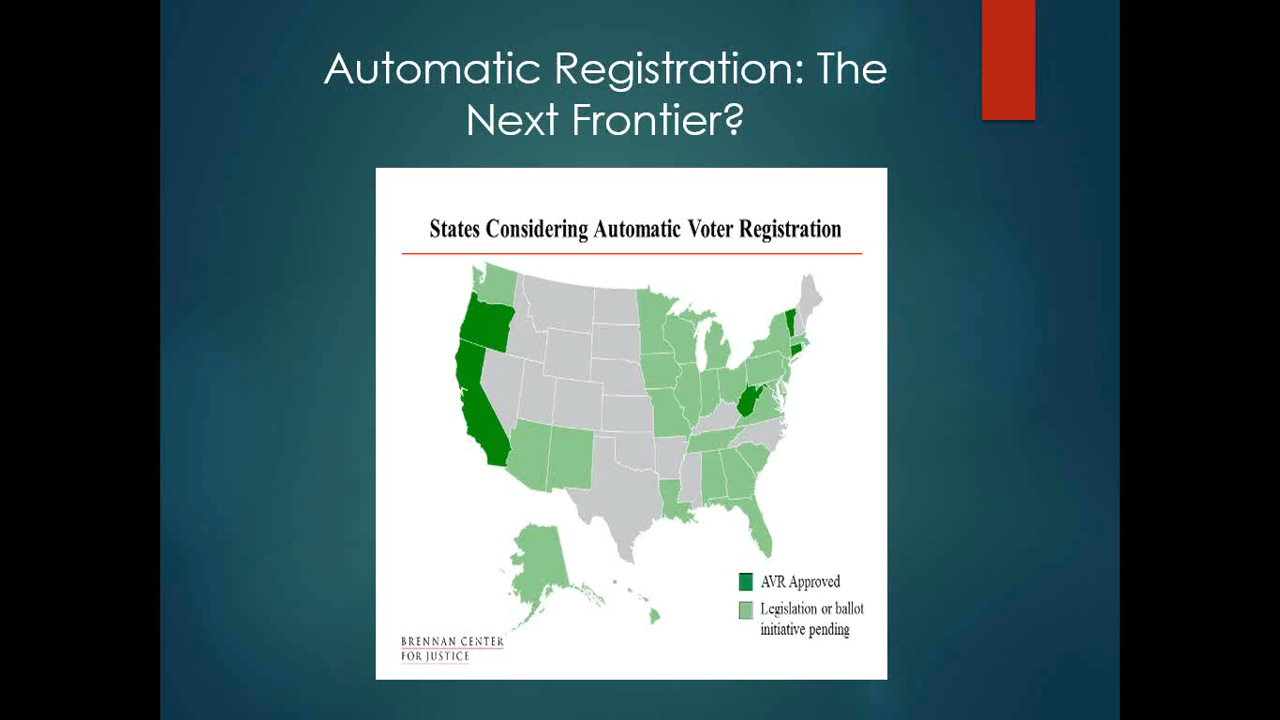 Automatic Registration: The
Next Frontier?
States Considering Automatic Voter Registration
AVR Approved
Legislation or ballot
initiative pending
BRENNAN CENTER
FOR JUSTICE